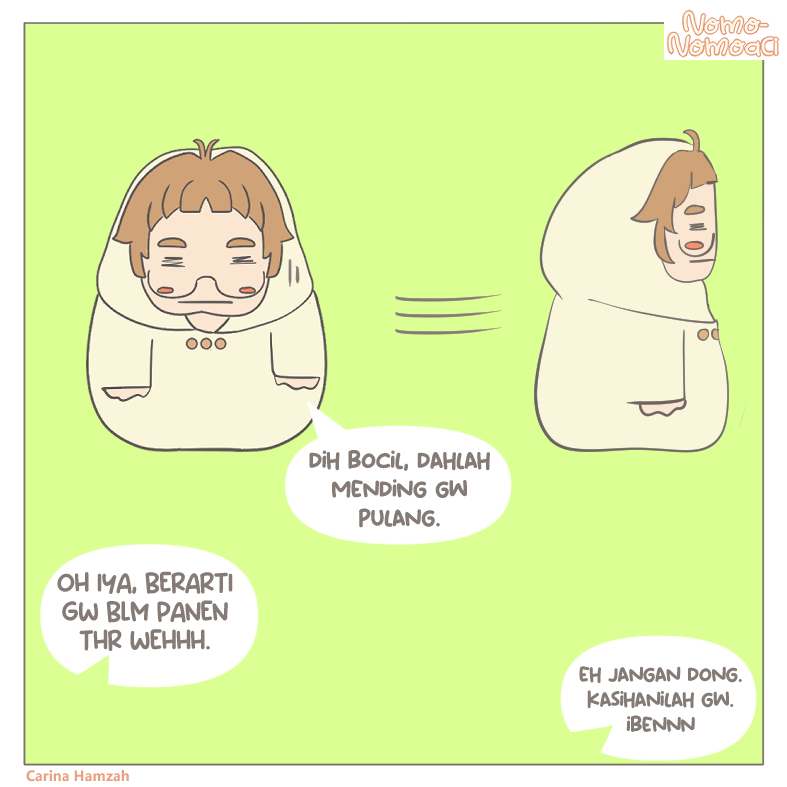 Nomo-
Nomoaci
DiH BOCiL, DAHLAH
MENDiNG GW
PULANG.
OH IYA, BERARTI
GW BLM PANEN
THR WEHHH.
EH JANGAN DONG.
KASiHANiLAH GW.
iBENNN
Carina Hamzah